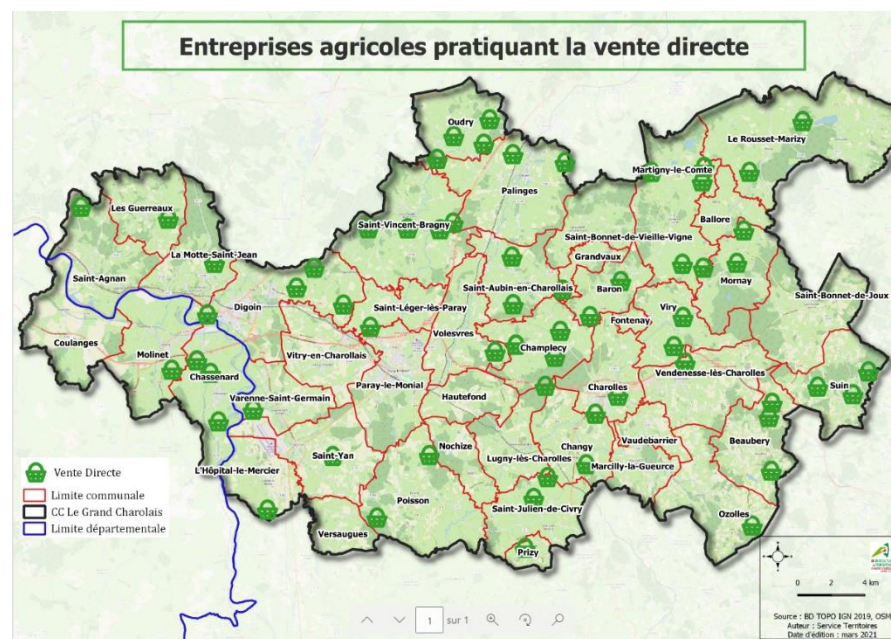 Entreprises agricoles pratiquant la vente directe
Oudry
Le Rousset-Marizy
Martigny-le-Comte
Palinges
Les Guerreaux
Ballore
Saint-Vincent-Bragny
Saint-Bonnet-de-Vieille-Vigne
La Motte-Saint-Jean
Grandvaux
Saint-Agnan
Mornay
Baron
Saint-Aubin-en-Charollais
Saint-Bonnet-de-Joux
Digoin
Saint-Léger-lès-Paray
Viry
Fontenay
Volesvres
Coulanges
Champlecy
Molinet
Vitry-en-Charollais
Chassenard
Vendenesse-lès-Charolles
Paray-le-Monial
Charolles
Suin
Varenne-Saint-Germain
Hautefond
Vaudebarrier
Beaubery
Nochize
Changy
Saint-Yan
Lugny-lès-Charolles
Marcilly-la-Gueurce
L'Hôpital-le-Mercier
Poisson
Saint-Julien-de-Civry
Versaugues
Ozolles
Prizy
Vente Directe
Limite communale
CC Le Grand Charolais
Limite départementale
0 2 4 km
1 sur 1
Source : BD TOPO IGN 2019, OSM
Auteur : Service Territoires
Date d'édition : mars 2021